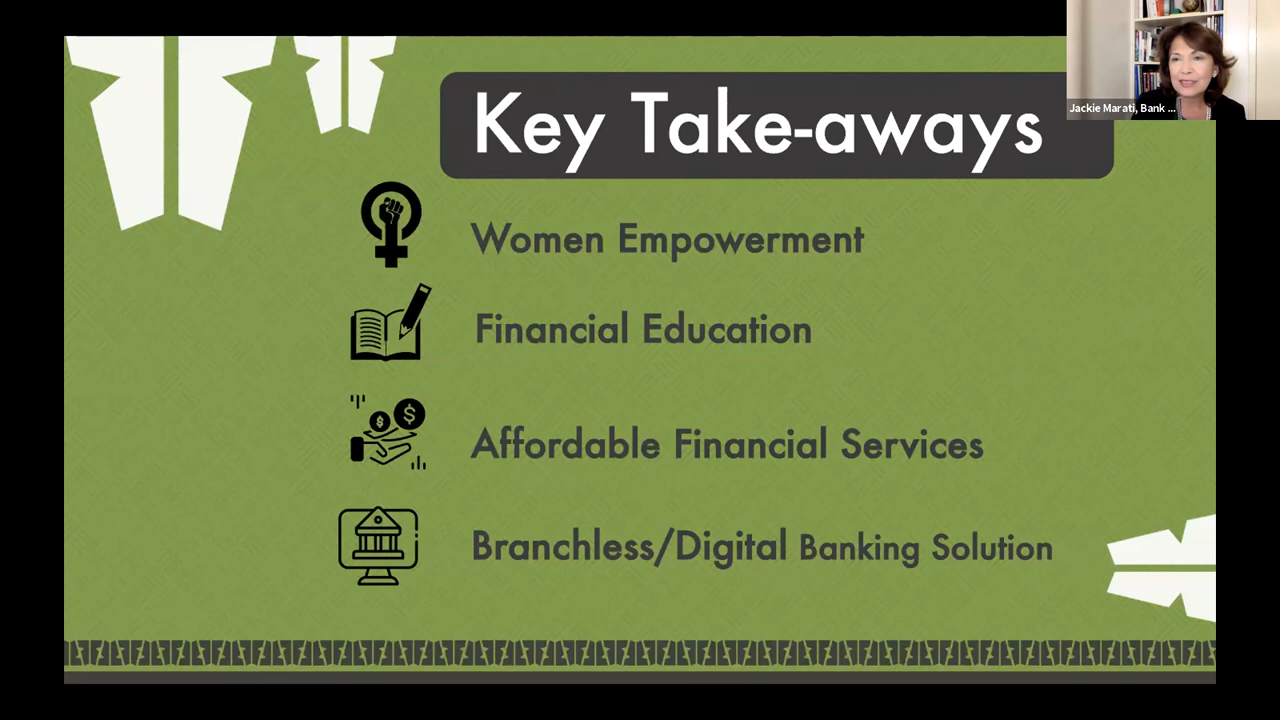 Key Take-aways
Jackie Marati, Bank ...
Women Empowerment
Financial Education
Affordable Financial Services
Branchless/Digital Banking Solution